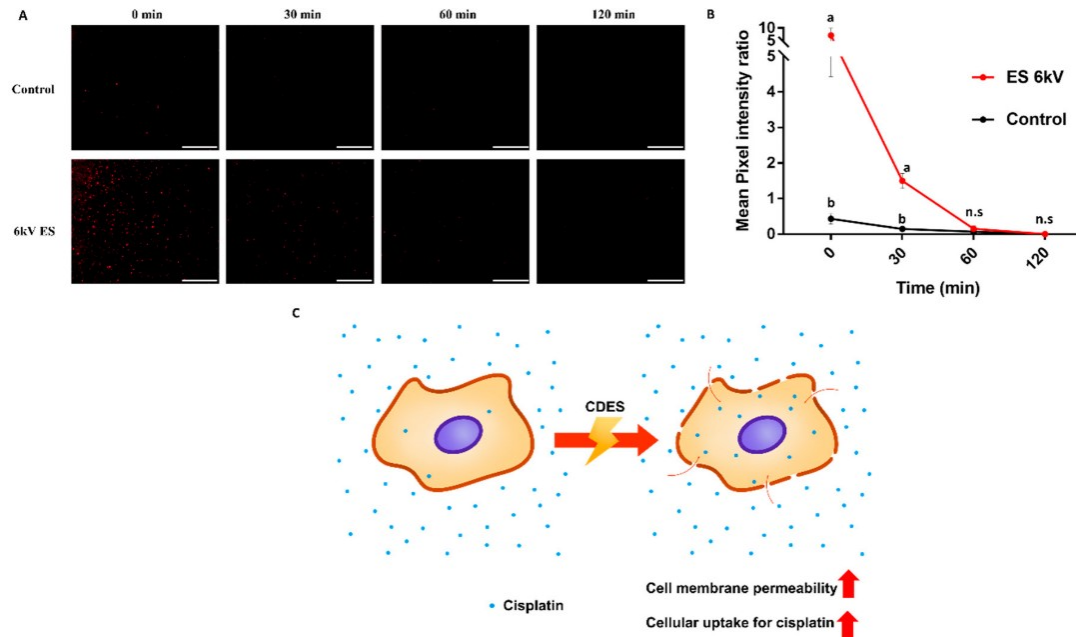 A
0 min
30 min
60 min
120 min
Control
6kV ES
B
10
5
5
4
2
1
0
Mean Pixel intensity ratio
a
a
b
b
n.s
n.s
ES 6kV
Control
0
30
60
120
Time (min)
C
CDES
Cisplatin
Cell membrane permeability
Cellular uptake for cisplatin